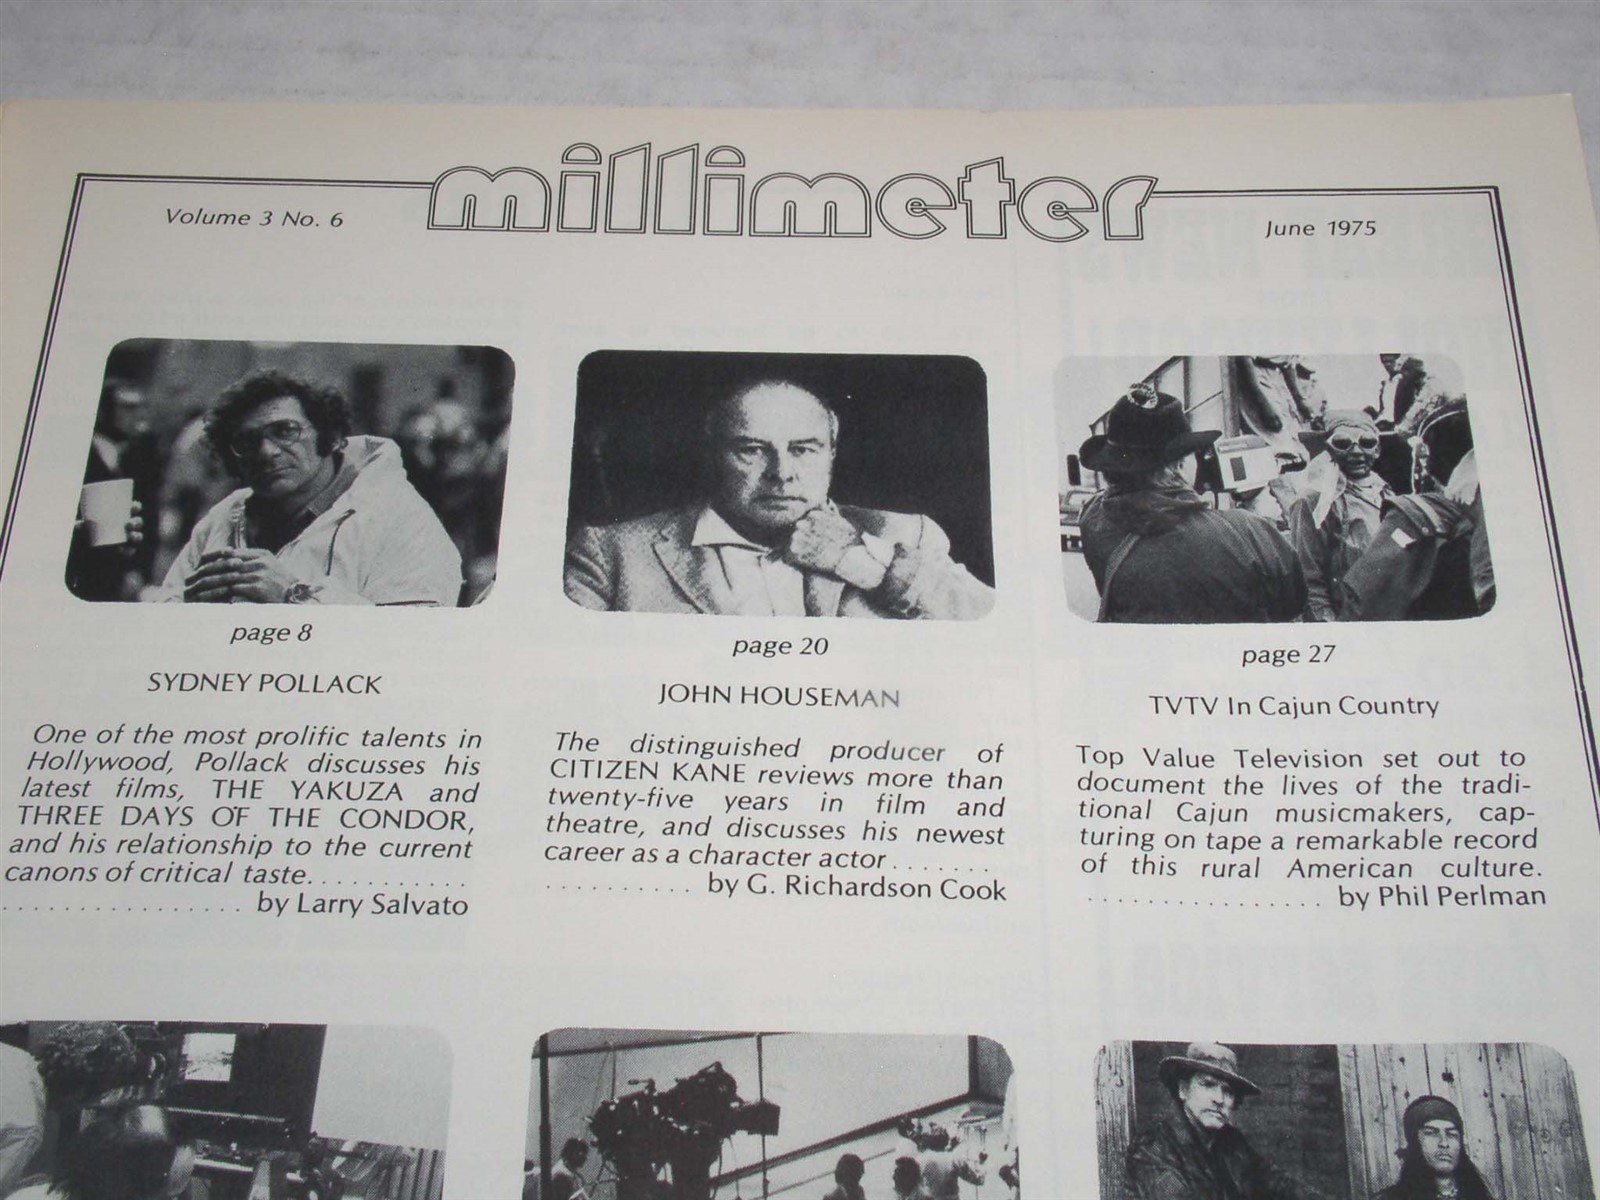 millimeter
Volume 3 No. 6
June 1975
page 8
SYDNEY POLLACK
One of the most prolific talents in
Hollywood, Pollack discusses his
latest films, THE YAKUZA and
THREE DAYS OF THE CONDOR,
and his relationship to the current
canons of critical taste. . . . . . . . . . .
. . . . . . . . . . . . . . . . by Larry Salvato
page 20
JOHN HOUSEMAN
The distinguished producer of
CITIZEN KANE reviews more than
twenty-five years in film and
theatre, and discusses his newest
career as a character actor . . . . . . .
. . . . . . . . . . by G. Richardson Cook
page 27
TVTV In Cajun Country
Top Value Television set out to
document the lives of the tradi-
tional Cajun musicmakers, cap-
turing on tape a remarkable record
of this rural American culture.
. . . . . . . . . . . . . . . . by Phil Perlman